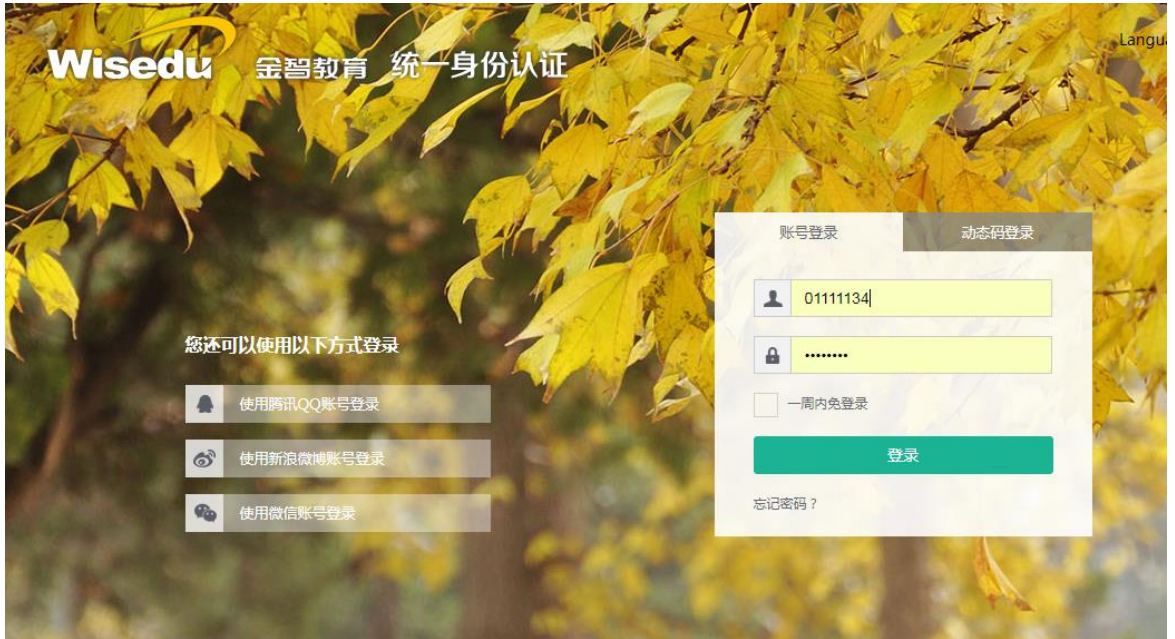 Wisedu 金智教育 统一身份认证
Langua
账号登录 动态码登录
01111134
••••••••
您还可以使用以下方式登录
使用腾讯QQ账号登录
使用新浪微博账号登录
使用微信账号登录
一周内免登录
登录
忘记密码？